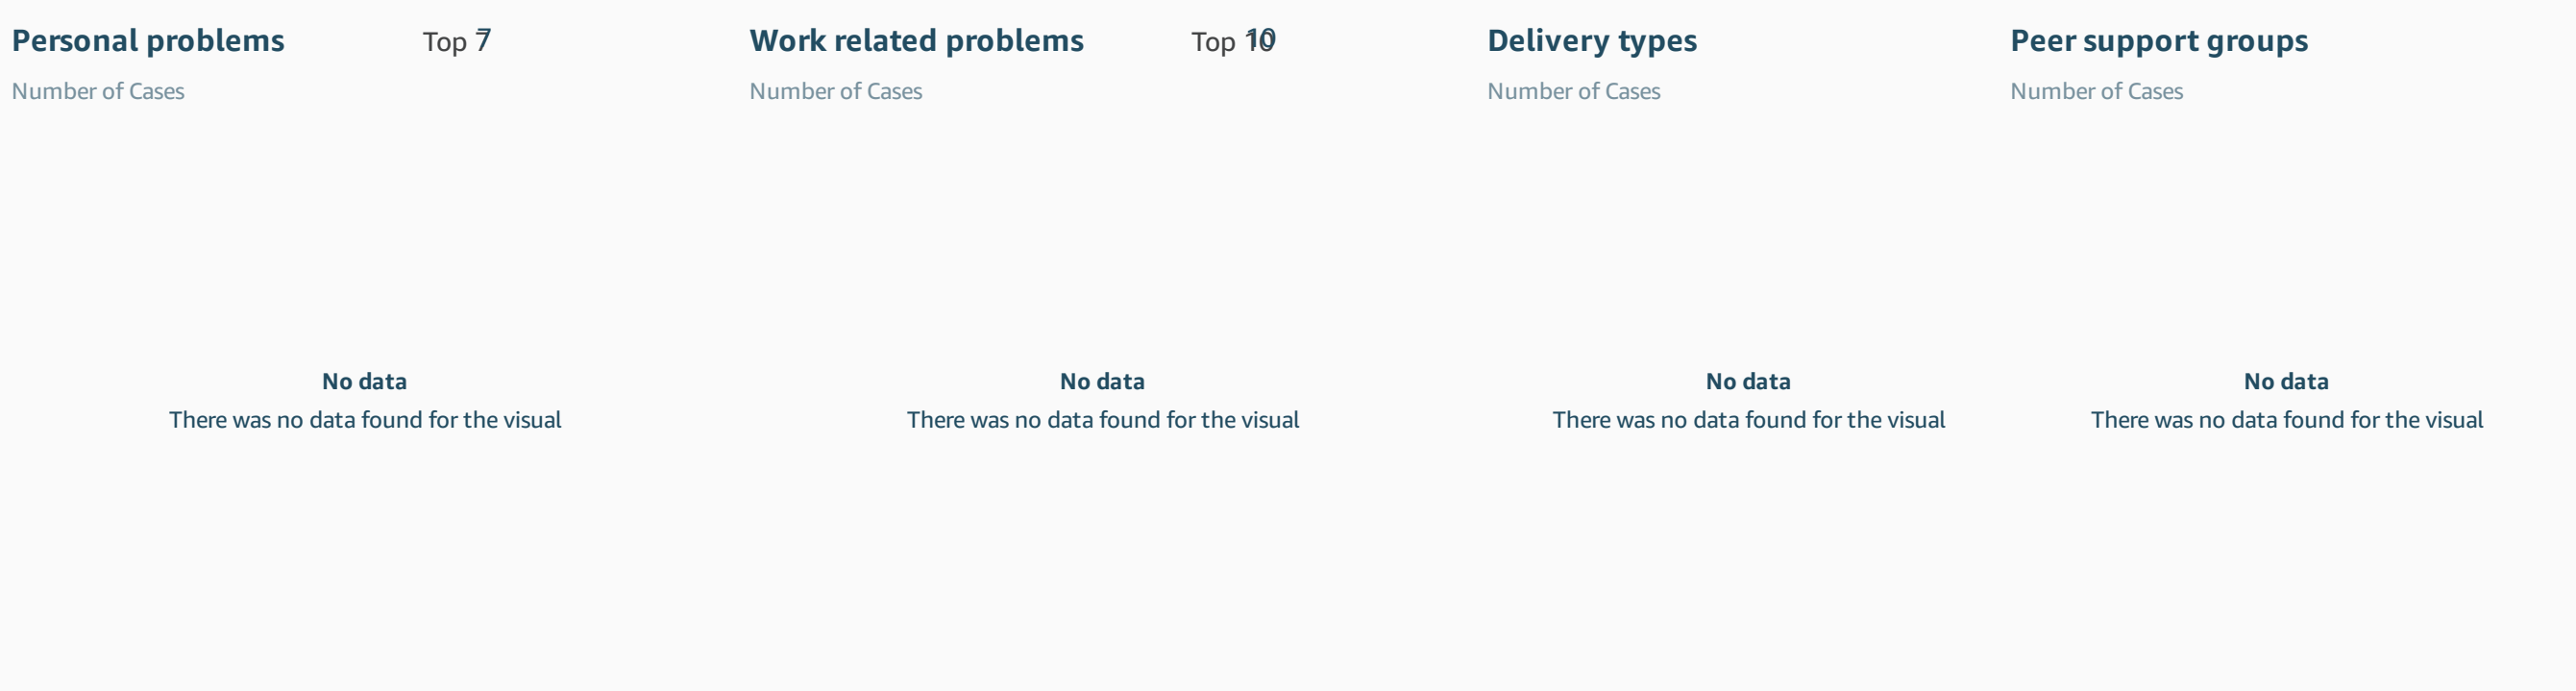 Personal problems
Top 7
Number of Cases
No data
There was no data found for the visual
Work related problems
Top 10
Number of Cases
No data
There was no data found for the visual
Delivery types
Number of Cases
No data
There was no data found for the visual
Peer support groups
Number of Cases
No data
There was no data found for the visual